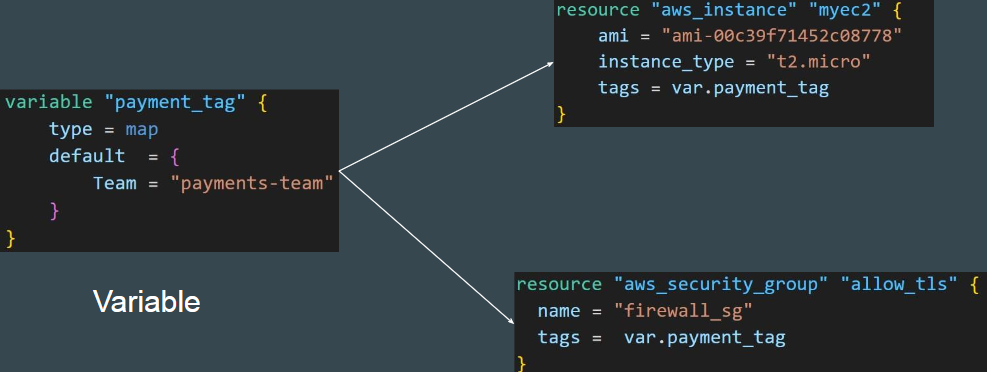 variable "payment_tag" {
    type = map
    default  = {
        Team = "payments-team"
    }
}
Variable
resource "aws_instance" "myec2" {
    ami = "ami-00c39f71452c08778"
    instance_type = "t2.micro"
    tags = var.payment_tag
}
resource "aws_security_group" "allow_tls" {
  name = "firewall_sg"
  tags =  var.payment_tag
}